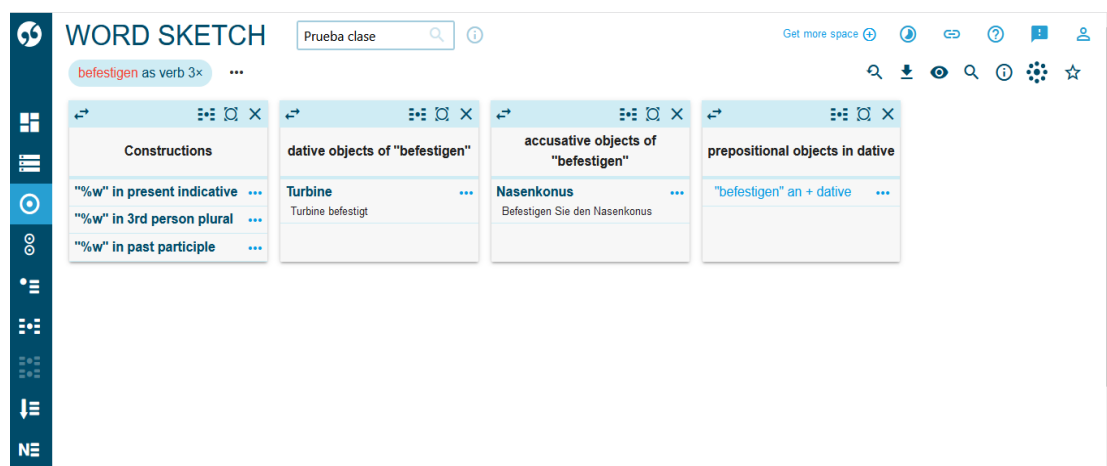 WORD SKETCH
Prueba clase
Get more space
befestigen as verb 3×
Constructions
"%w" in present indicative
"%w" in 3rd person plural
"%w" in past participle
dative objects of "befestigen"
Turbine
Turbine befestigt
accusative objects of
"befestigen"
Nasenkonus
Befestigen Sie den Nasenkonus
prepositional objects in dative
"befestigen" an + dative